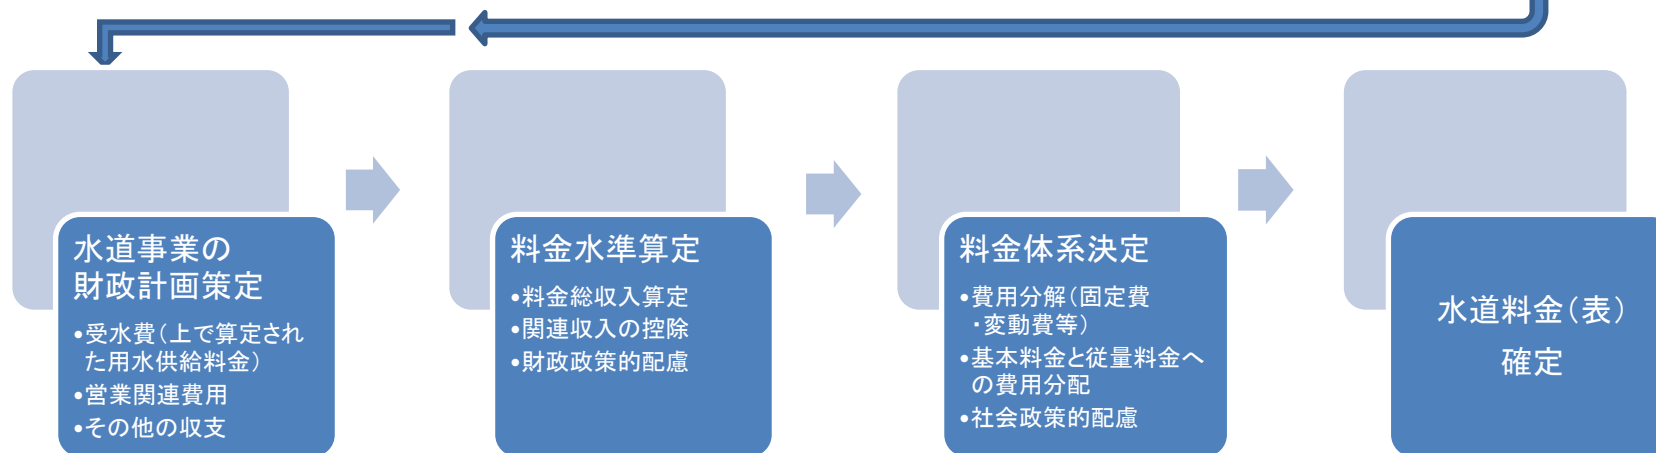 水道事業の
財政計画策定
•受水費（上で算定され
た用水供給料金）
•営業関連費用
•その他の収支
料金水準算定
•料金総収入算定
•関連収入の控除
•財政政策的配慮
料金体系決定
•費用分解（固定費
・変動費等）
•基本料金と従量料金へ
の費用分配
•社会政策的配慮
水道料金（表）
確定